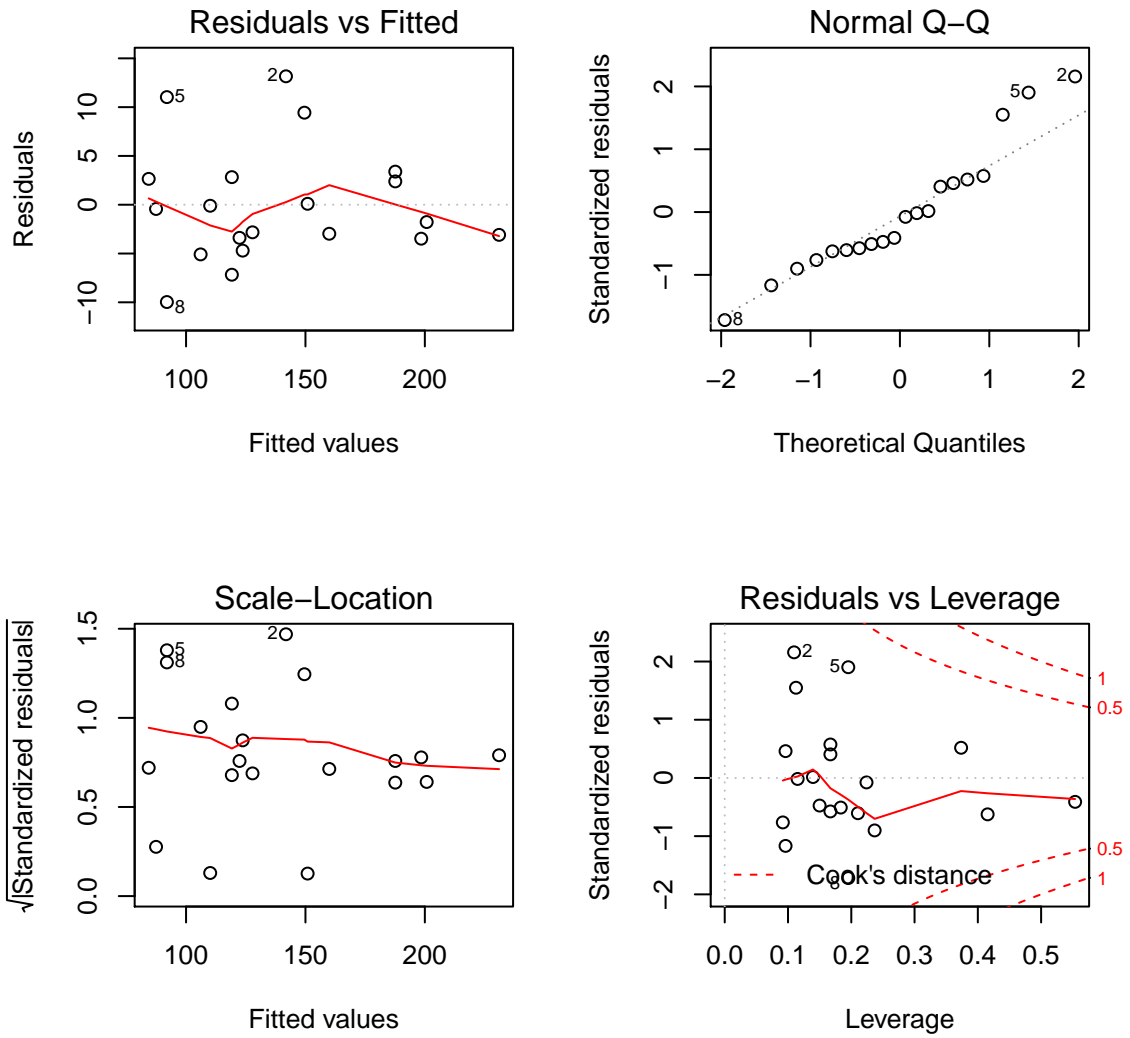 Residuals vs Fitted
Residuals
−10 0 5 10
100 150 200
Fitted values
5
2
8
Normal Q−Q
Standardized residuals
−1 0 1 2
−2 −1 0 1 2
Theoretical Quantiles
5
2
8
Scale−Location
√|Standardized residuals|
0.0 0.5 1.0 1.5
100 150 200
Fitted values
2
5
8
Residuals vs Leverage
Standardized residuals
−2 −1 0 1 2
0.0 0.1 0.2 0.3 0.4 0.5
Leverage
2
5
8
Cook's distance
1
0.5
0.5
1